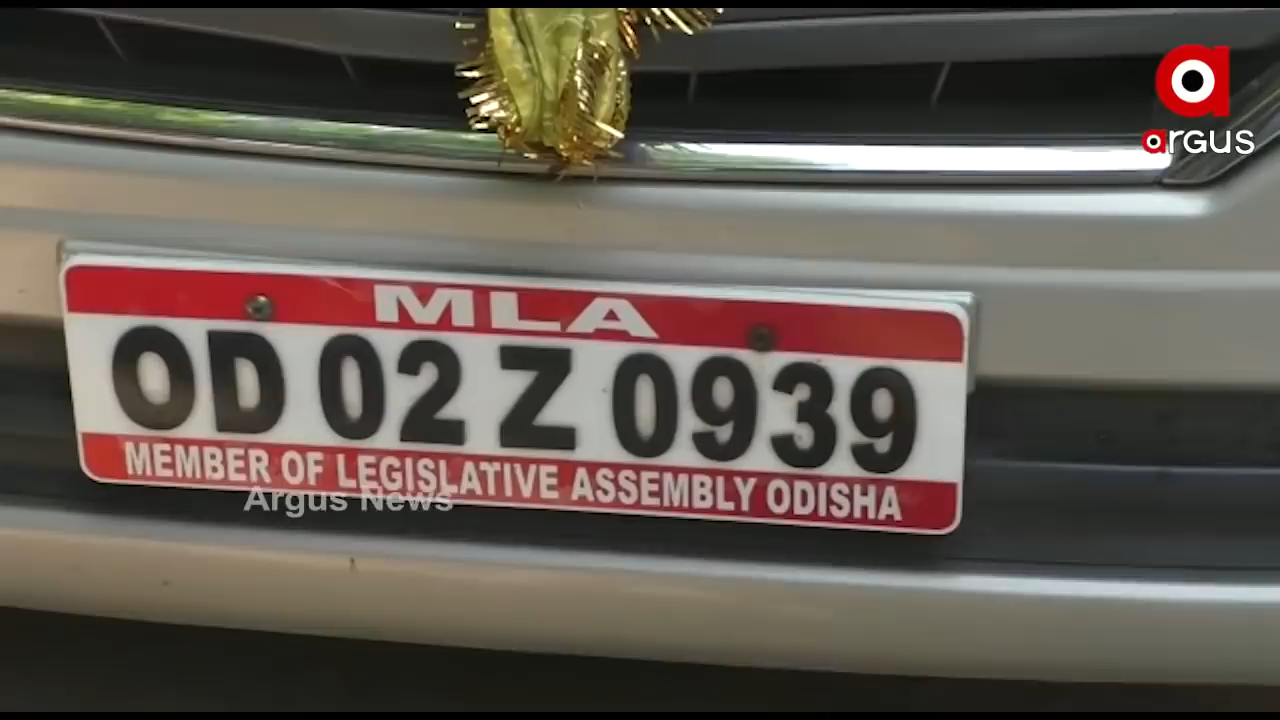 argus
MLA
OD 02 Z 0939
MEMBER OF LEGISLATIVE ASSEMBLY ODISHA
Argus News